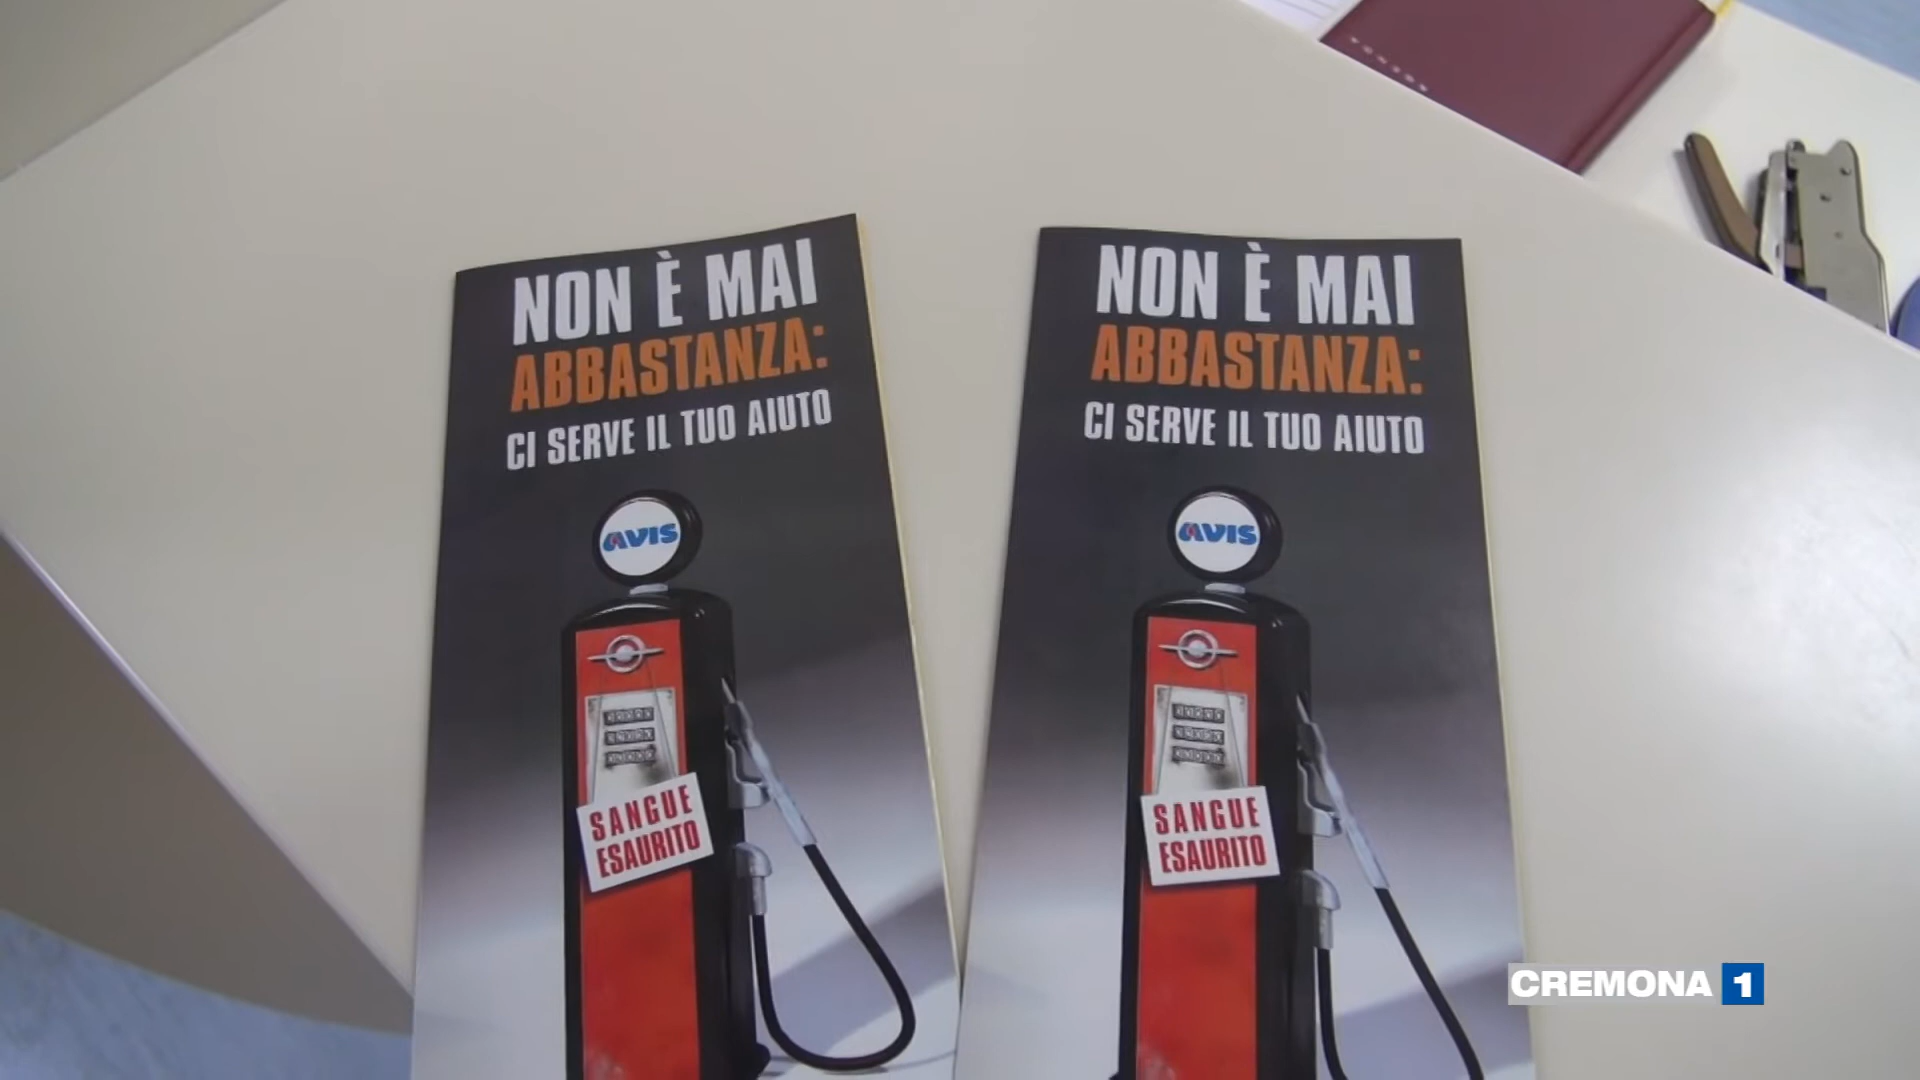 NON È MAI
ABBASTANZA:
CI SERVE IL TUO AIUTO
AVIS
SANGUE
ESAURITO
NON È MAI
ABBASTANZA:
CI SERVE IL TUO AIUTO
AVIS
SANGUE
ESAURITO
CREMONA 1